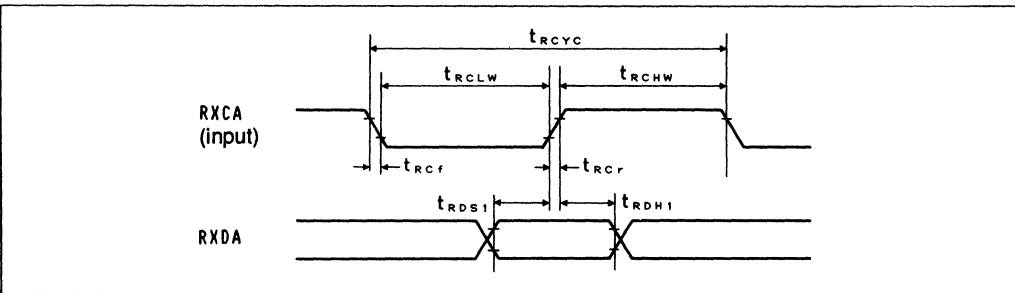 tRCYC
tRCLW
tRCHW
RXCA
(input)
tRCf
tRCr
tRDS1
tRDH1
RXDA